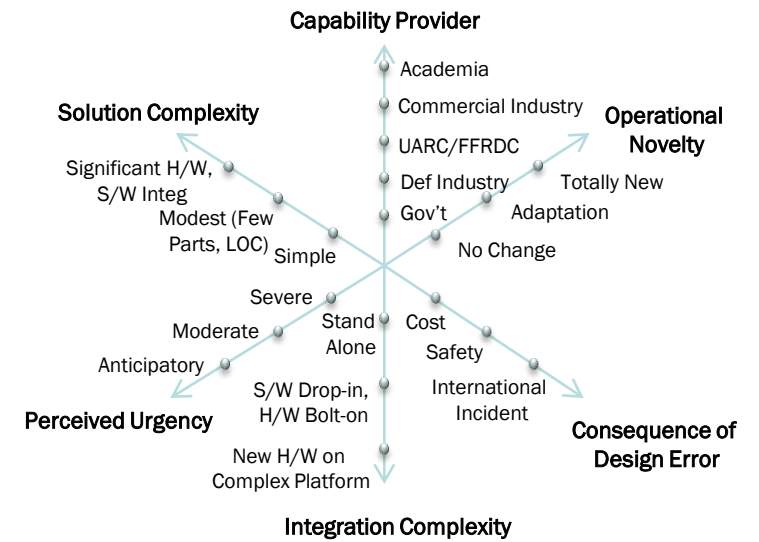 Capability Provider
Academia
Commercial Industry
UARC/FFRDC
Def Industry
Gov't
Operational
Novelty
Totally New
Adaptation
No Change
Solution Complexity
Significant H/W,
S/W Integ
Modest (Few
Parts, LOC)
Simple
Severe
Moderate
Anticipatory
Perceived Urgency
Stand
Alone
S/W Drop-in,
H/W Bolt-on
New H/W on
Complex Platform
Integration Complexity
Cost
Safety
International
Incident
Consequence of
Design Error